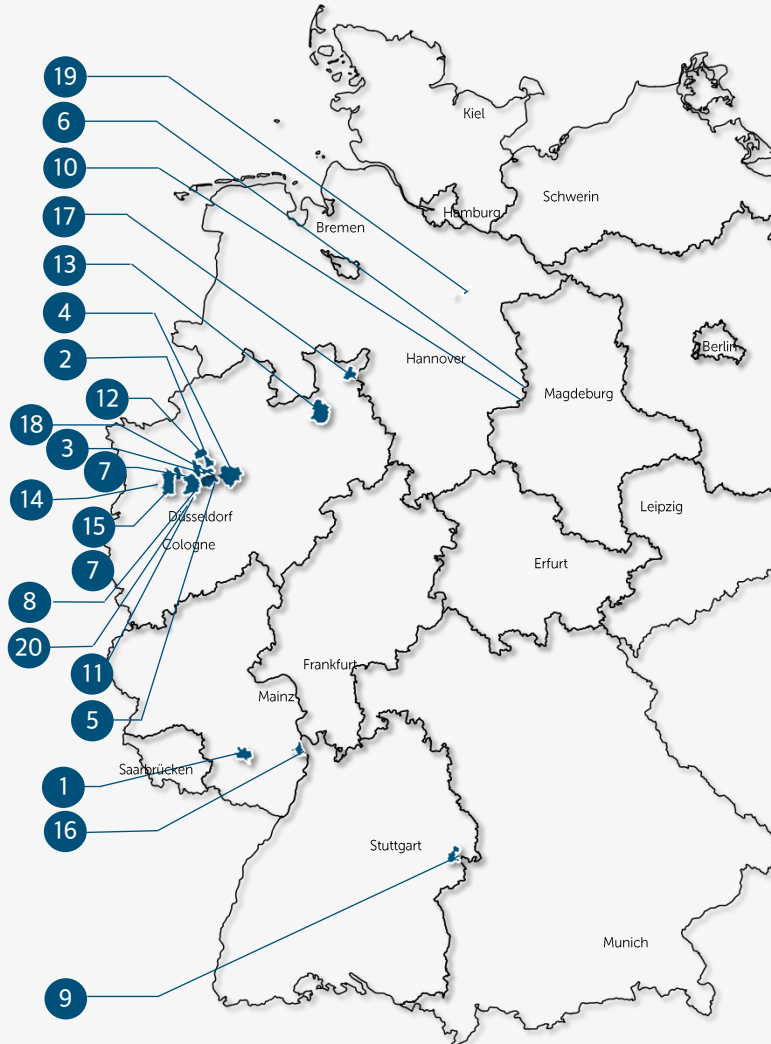 19
6
Kiel
10
Schwerin
17
Hamburg
Bremen
13
4
Berlin
2
Hannover
Magdeburg
12
18
3
7
14
Leipzig
15
Düsseldorf
Cologne
7
Erfurt
8
20
Frankfurt
11
Mainz
5
Saarbrücken
1
16
Stuttgart
Munich
9